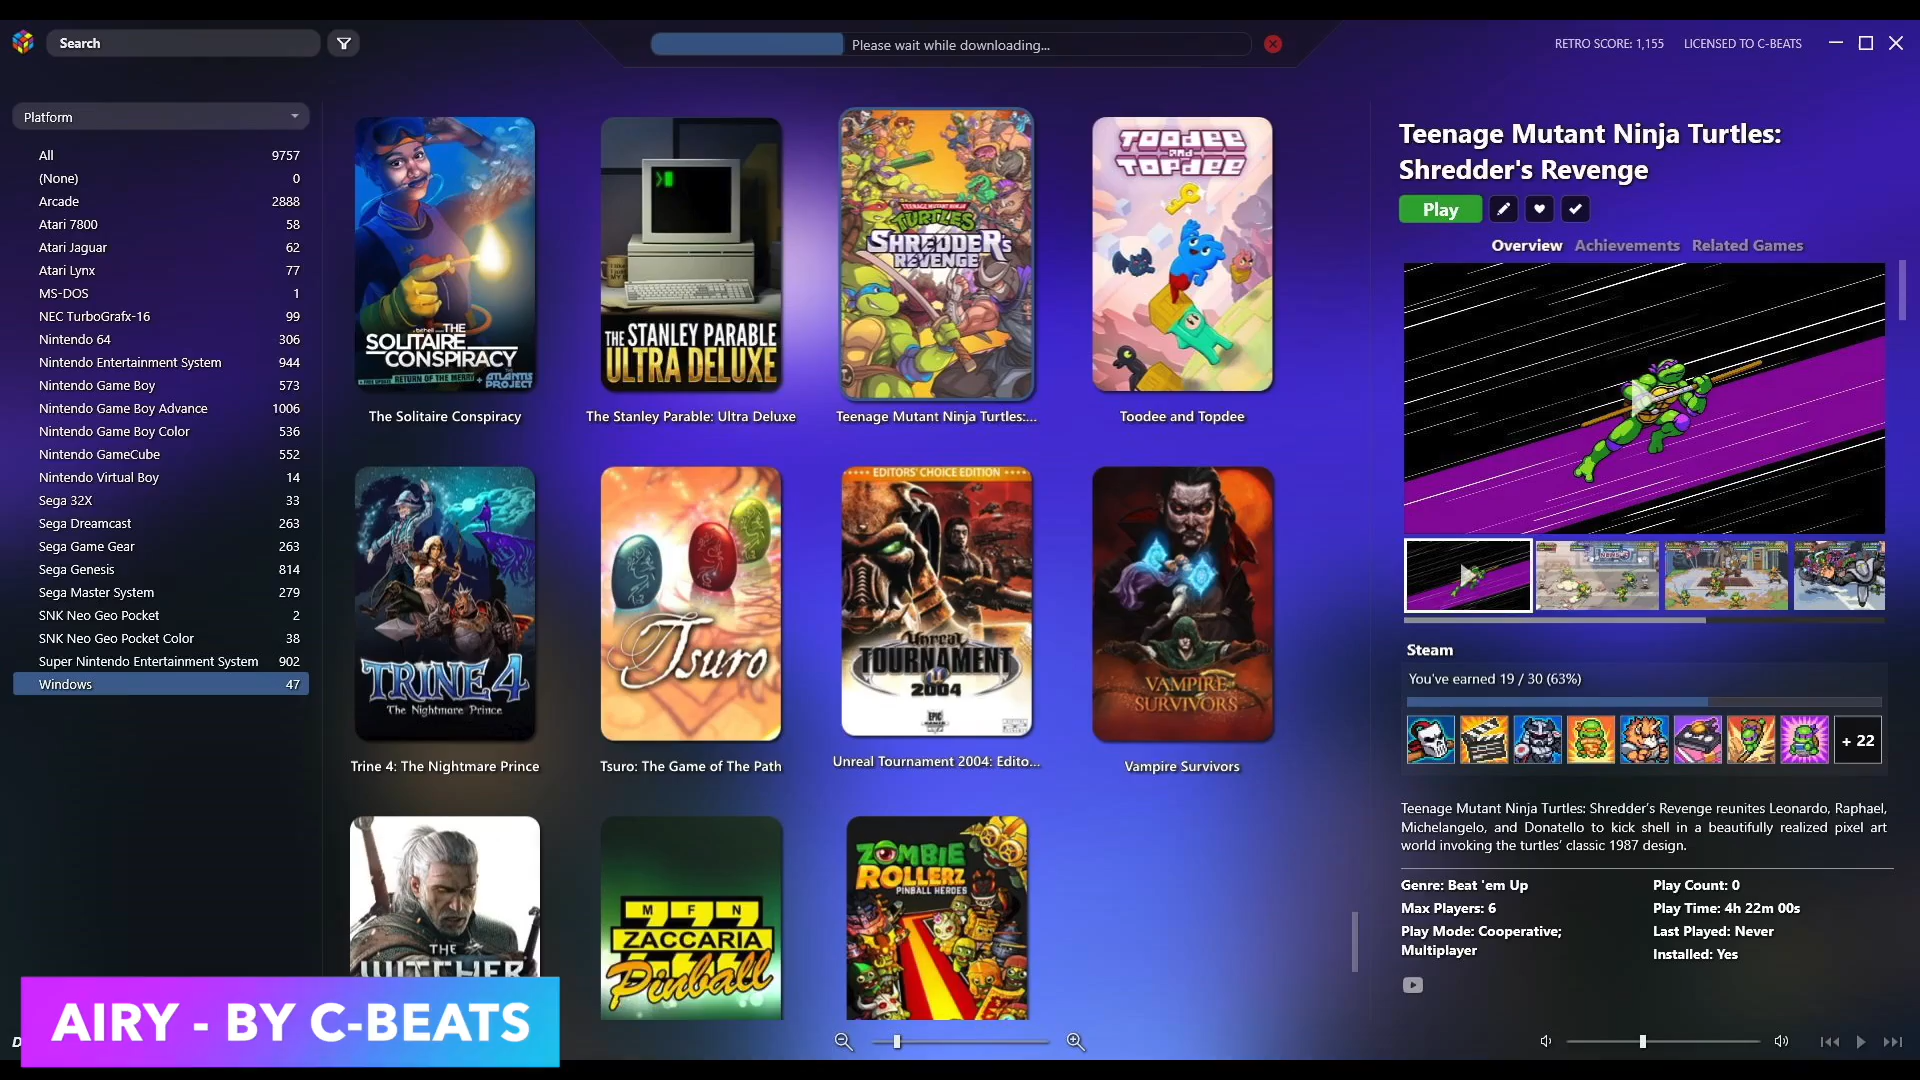 Search
Please wait while downloading...
RETRO SCORE: 1,155
LICENSED TO C-BEATS
Platform
All 9757
(None) 0
Arcade 2888
Atari 7800 58
Atari Jaguar 62
Atari Lynx 77
MS-DOS 1
NEC TurboGrafx-16 99
Nintendo 64 306
Nintendo Entertainment System 944
Nintendo Game Boy 573
Nintendo Game Boy Advance 1006
Nintendo Game Boy Color 536
Nintendo GameCube 552
Nintendo Virtual Boy 14
Sega 32X 33
Sega Dreamcast 263
Sega Game Gear 263
Sega Genesis 814
Sega Master System 279
SNK Neo Geo Pocket 2
SNK Neo Geo Pocket Color 38
Super Nintendo Entertainment System 902
Windows 47
THE
SOLITAIRE
CONSPIRACY
THE STANLEY PARABLE
ULTRA DELUXE
TEENAGE MUTANT NINJA
TURTLES
SHREDDER'S
REVENGE
TOODEE
AND
TOPDEE
The Solitaire Conspiracy
The Stanley Parable: Ultra Deluxe
Teenage Mutant Ninja Turtles:...
Toodee and Topdee
TRINE 4
The Nightmare Prince
Tsuro
EDITORS' CHOICE EDITION
Unreal
TOURNAMENT
2004
EPIC
GAMES
VAMPIRE
SURVIVORS
Trine 4: The Nightmare Prince
Tsuro: The Game of The Path
Unreal Tournament 2004: Edito...
Vampire Survivors
THE
WITCHER
M F N
ZACCARIA
Pinball
ZOMBIE
ROLLERZ
PINBALL HEROES
AIRY - BY C-BEATS
Teenage Mutant Ninja Turtles:
Shredder's Revenge
Play
Overview
Achievements
Related Games
Steam
You've earned 19 / 30 (63%)
+ 22
Teenage Mutant Ninja Turtles: Shredder's Revenge reunites Leonardo, Raphael,
Michelangelo, and Donatello to kick shell in a beautifully realized pixel art
world invoking the turtles' classic 1987 design.
Genre: Beat 'em Up
Max Players: 6
Play Mode: Cooperative;
Multiplayer
Play Count: 0
Play Time: 4h 22m 00s
Last Played: Never
Installed: Yes